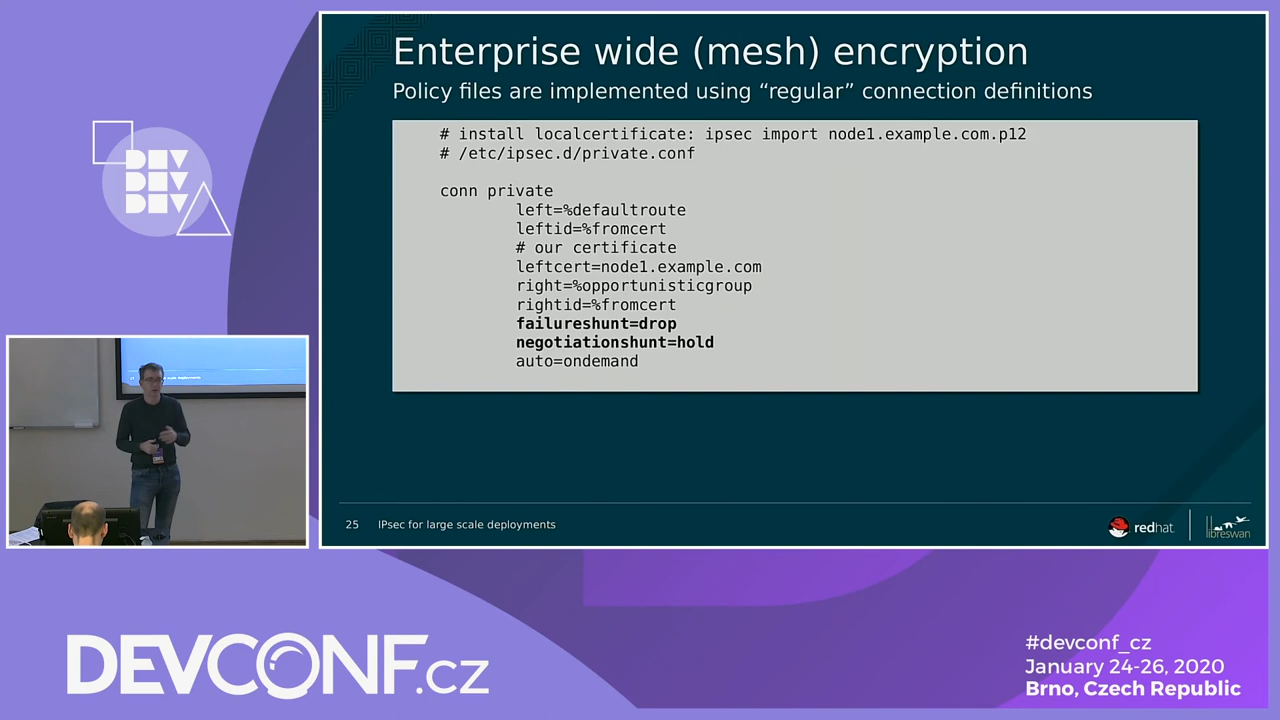 Enterprise wide (mesh) encryption
Policy files are implemented using “regular” connection definitions
# install localcertificate: ipsec import node1.example.com.p12
# /etc/ipsec.d/private.conf
conn private
left=%defaultroute
leftid=%fromcert
# our certificate
leftcert=node1.example.com
right=%opportunisticgroup
rightid=%fromcert
failureshunt=drop
negotiationshunt=hold
auto=ondemand
25 IPsec for large scale deployments
redhat.
libreswan
DEV
DEV
DEV
DEVCONF.cz
#devconf_cz
January 24-26, 2020
Brno, Czech Republic